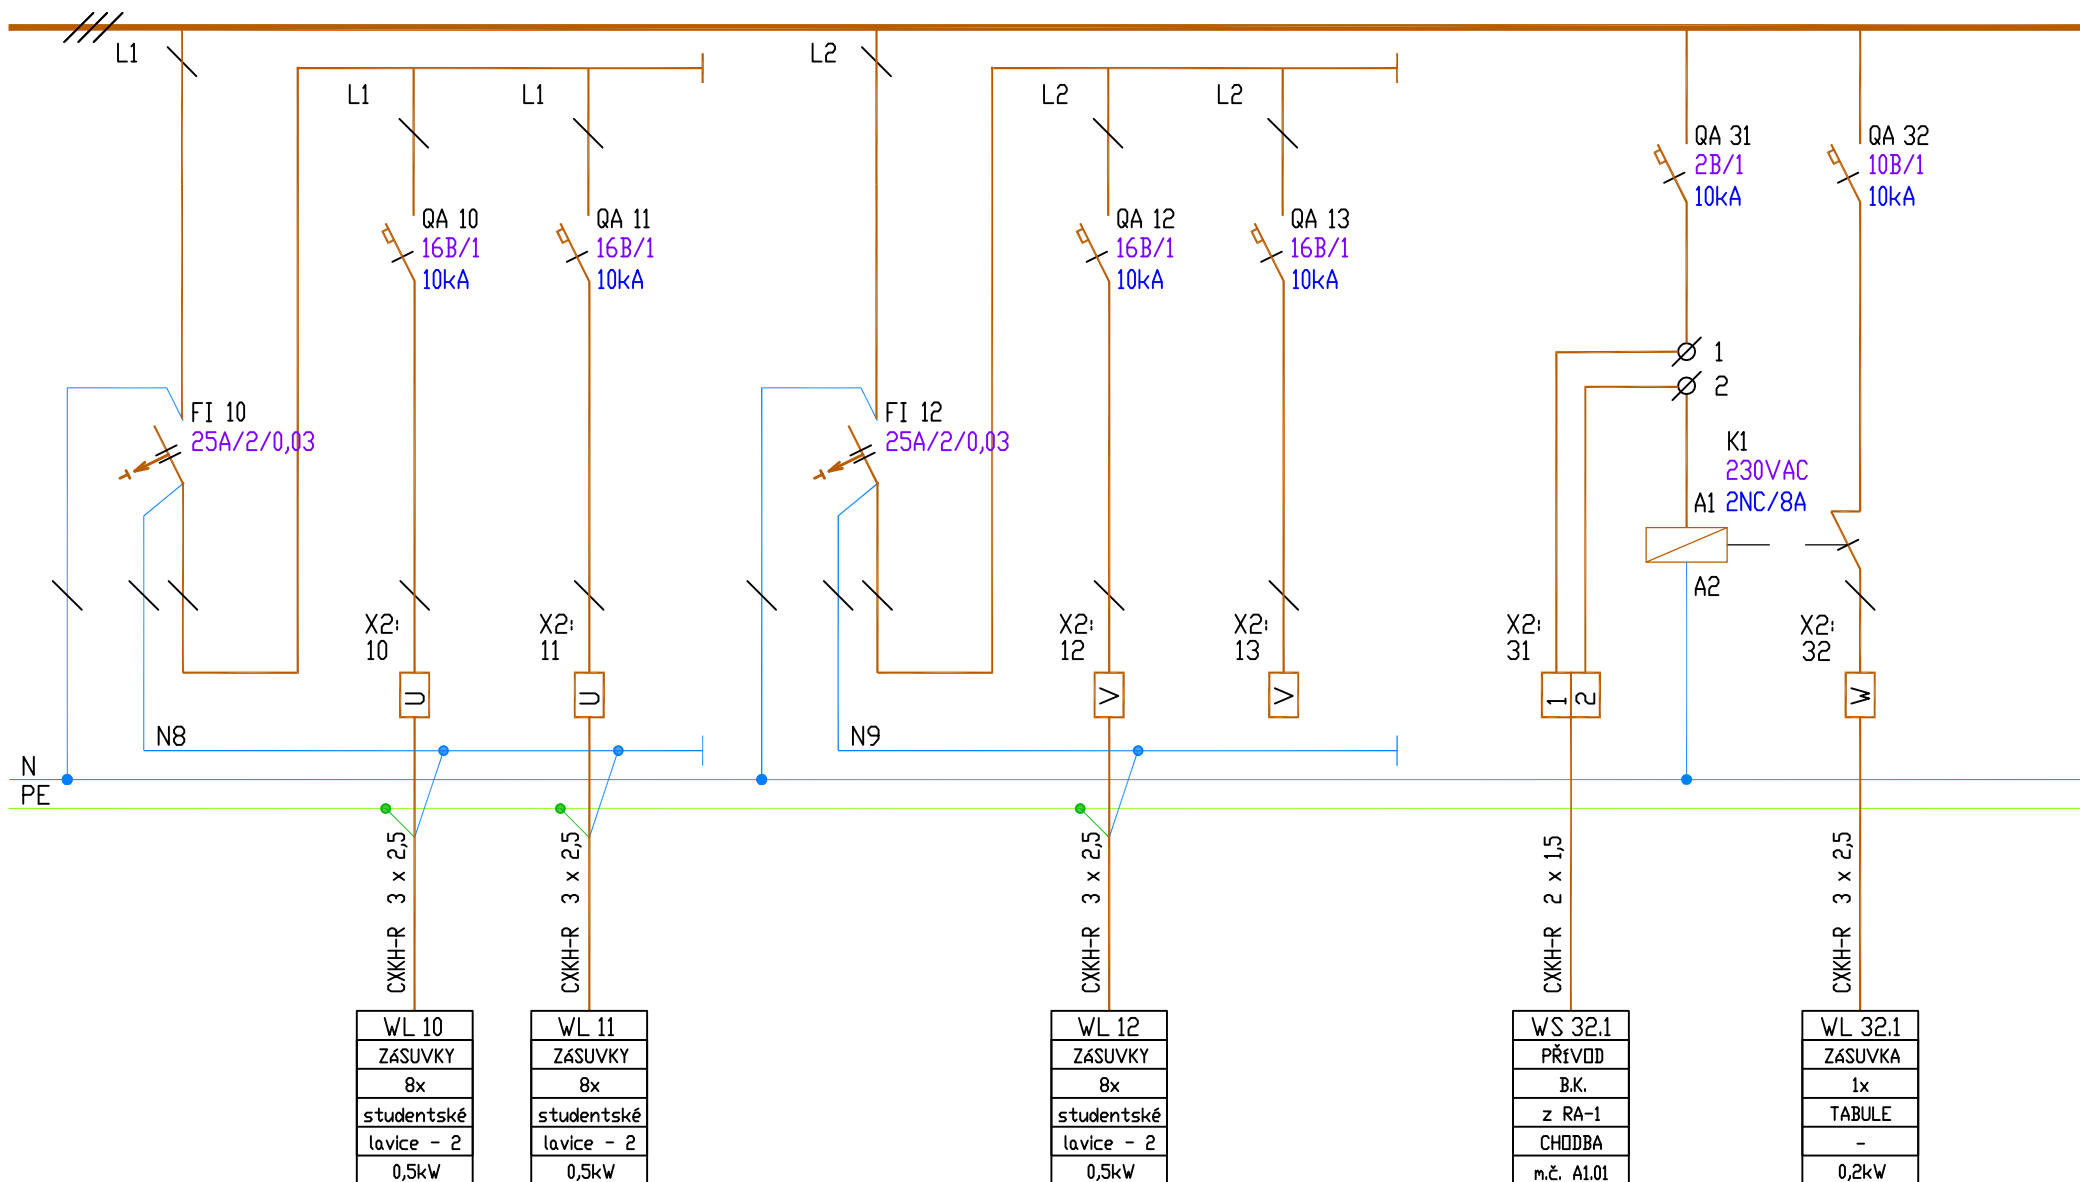 L1
L2
L1
L1
L2
L2
QA 31
2B/1
10kA
QA 32
10B/1
10kA
QA 10
16B/1
10kA
QA 11
16B/1
10kA
QA 12
16B/1
10kA
QA 13
16B/1
10kA
1
2
FI 10
25A/2/0,03
FI 12
25A/2/0,03
K1
230VAC
2NC/8A
A1
A2
X2:
10
X2:
11
X2:
12
X2:
13
X2:
31
X2:
32
U
U
V
V
1
2
W
N8
N9
N
PE
CXKH-R 3 x 2,5
CXKH-R 3 x 2,5
CXKH-R 3 x 2,5
CXKH-R 2 x 1,5
CXKH-R 3 x 2,5
WL 10
ZÁSUVKY
8x
studentské
lavice - 2
0,5kW
WL 11
ZÁSUVKY
8x
studentské
lavice - 2
0,5kW
WL 12
ZÁSUVKY
8x
studentské
lavice - 2
0,5kW
WS 32.1
PŘÍVOD
B.K.
z RA-1
CHODBA
m.č. A1.01
WL 32.1
ZÁSUVKA
1x
TABULE
-
0,2kW